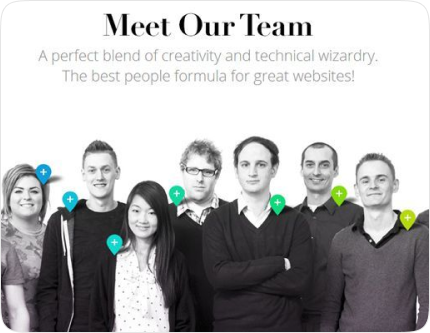 Meet Our Team
A perfect blend of creativity and technical wizardry.
The best people formula for great websites!